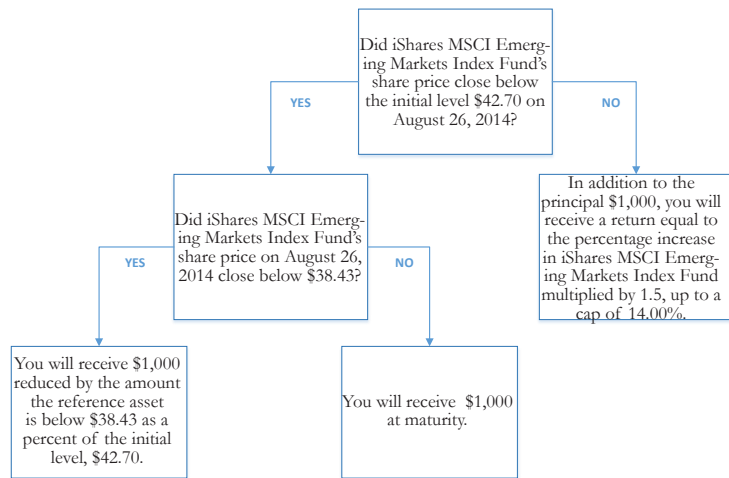 Did iShares MSCI Emerg-
ing Markets Index Fund's
share price close below
the initial level $42.70 on
August 26, 2014?
YES
NO
Did iShares MSCI Emerg-
ing Markets Index Fund's
share price on August 26,
2014 close below $38.43?
In addition to the
principal $1,000, you will
receive a return equal to
the percentage increase
in iShares MSCI Emerg-
ing Markets Index Fund
multiplied by 1.5, up to a
cap of 14.00%.
YES
NO
You will receive $1,000
reduced by the amount
the reference asset
is below $38.43 as a
percent of the initial
level, $42.70.
You will receive $1,000
at maturity.